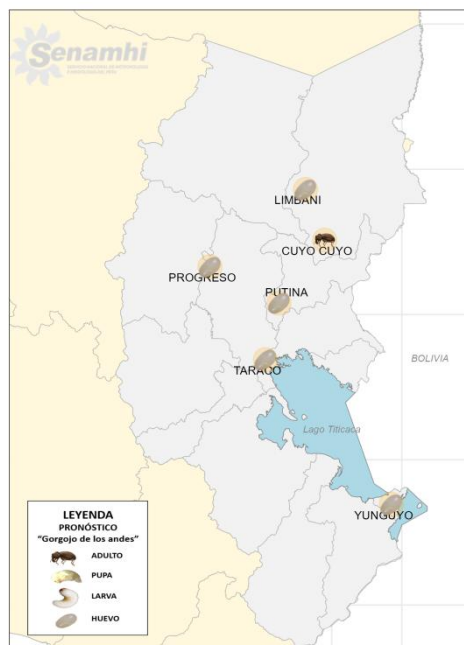 Senamhi
LIMBANI
CUYO CUYO
PROGRESO
PUTINA
TARACO
BOLIVIA
Lago Titicaca
YUNGUYO
LEYENDA
PRONÓSTICO
"Gorgojo de los andes"
ADULTO
PUPA
LARVA
HUEVO